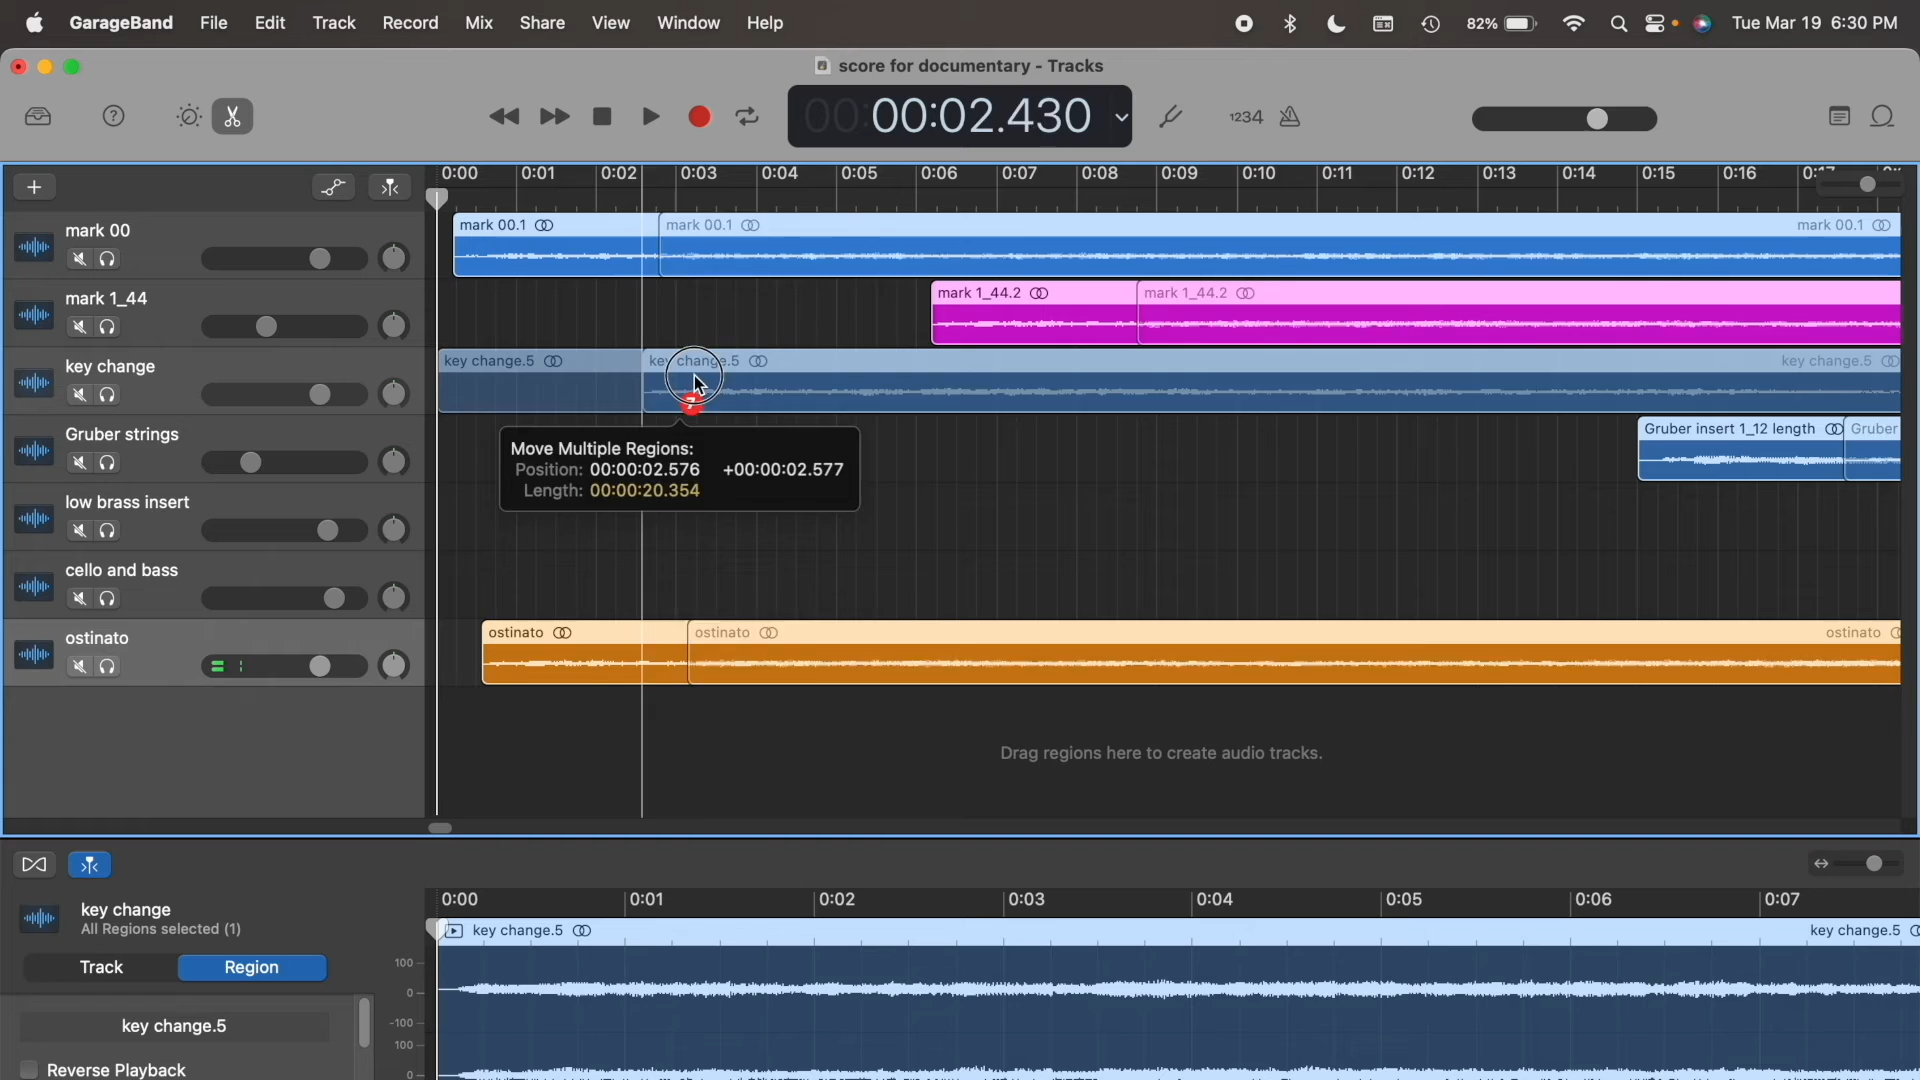 GarageBand File Edit Track Record Mix Share View Window Help 82% Tue Mar 19 6:30 PM
score for documentary - Tracks
00:00:02.430 1234
0:00 0:01 0:02 0:03 0:04 0:05 0:06 0:07 0:08 0:09 0:10 0:11 0:12 0:13 0:14 0:15 0:16
mark 00
mark 00.1 mark 00.1 mark 00.1
mark 1_44
mark 1_44.2 mark 1_44.2
key change
key change.5 key change.5 key change.5
7
Gruber strings
Gruber insert 1_12 length Gruber
Move Multiple Regions:
Position: 00:00:02.576 +00:00:02.577
Length: 00:00:20.354
low brass insert
cello and bass
ostinato
ostinato ostinato ostinato
Drag regions here to create audio tracks.
0:00 0:01 0:02 0:03 0:04 0:05 0:06 0:07
key change
All Regions selected (1)
key change.5 key change.5
Track Region
100
0
-100
100
0
key change.5
Reverse Playback